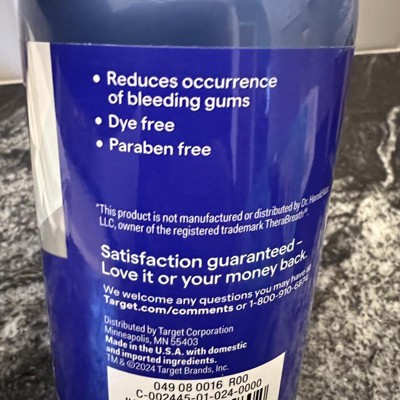 • Reduces occurrence
of bleeding gums
• Dye free
• Paraben free
*This product is not manufactured or distributed by Dr.
LLC, owner of the registered trademark TheraBreath™.
Satisfaction guaranteed –
Love it or your money back.
We welcome any questions you may have at
Target.com/comments or 1-800-910-6874.
Distributed by Target Corporation
Minneapolis, MN 55403
Made in the U.S.A. with domestic
and imported ingredients.
TM & ©2024 Target Brands, Inc.
049 08 0016 R00
C-002445-01-024-0000